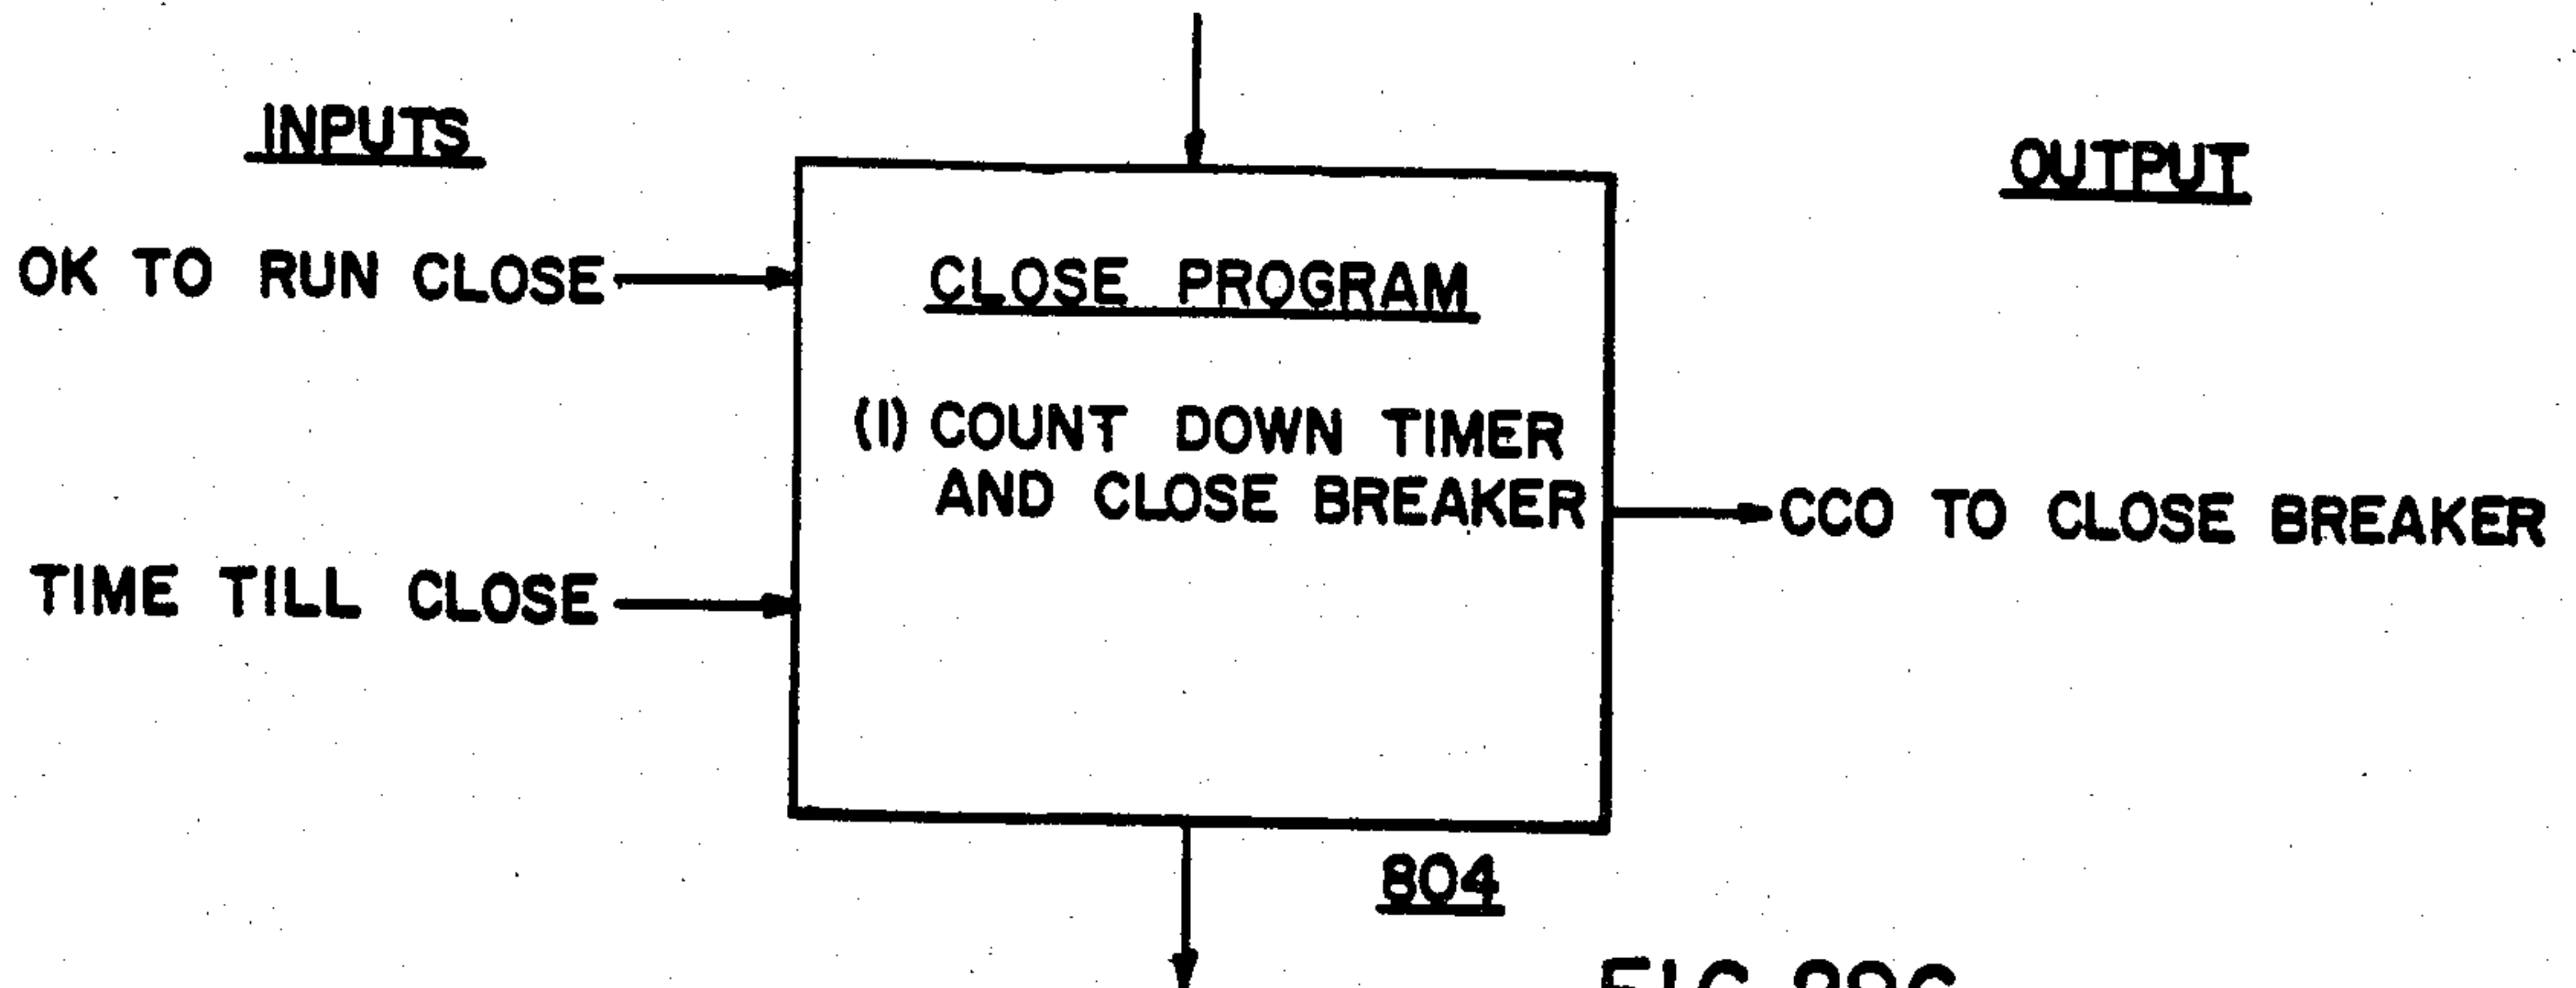 INPUTS
OUTPUT
OK TO RUN CLOSE
CLOSE PROGRAM
(1) COUNT DOWN TIMER
AND CLOSE BREAKER
CCO TO CLOSE BREAKER
TIME TILL CLOSE
804